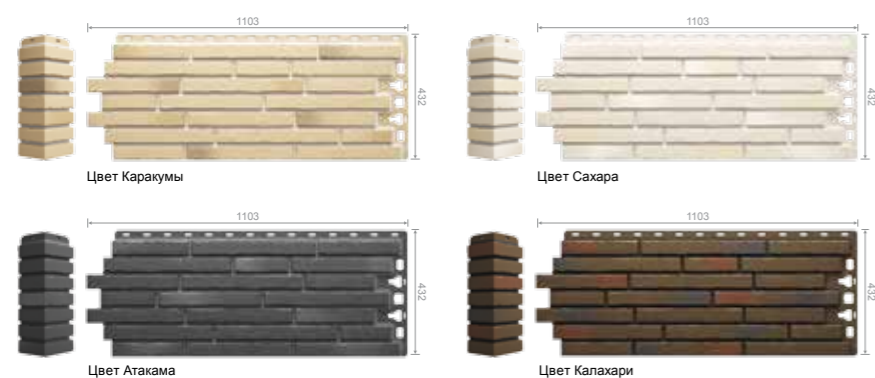 1103
1103
432
432
Цвет Каракумы
Цвет Сахара
1103
1103
432
432
Цвет Атакама
Цвет Калахари